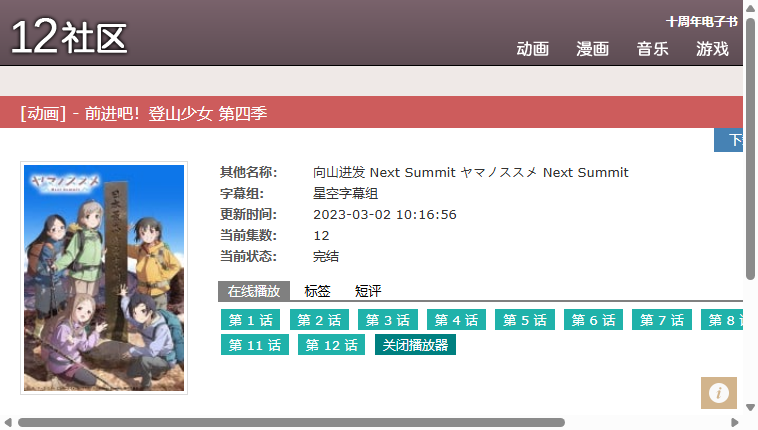 12社区
十周年电子书
动画 漫画 音乐 游戏
[动画] - 前进吧！登山少女 第四季
ヤマノススメ
Next Summit
其他名称: 向山进发 Next Summit ヤマノススメ Next Summit
字幕组: 星空字幕组
更新时间: 2023-03-02 10:16:56
当前集数: 12
当前状态: 完结
在线播放 标签 短评
第 1 话 第 2 话 第 3 话 第 4 话 第 5 话 第 6 话 第 7 话 第 8
第 11 话 第 12 话 关闭播放器